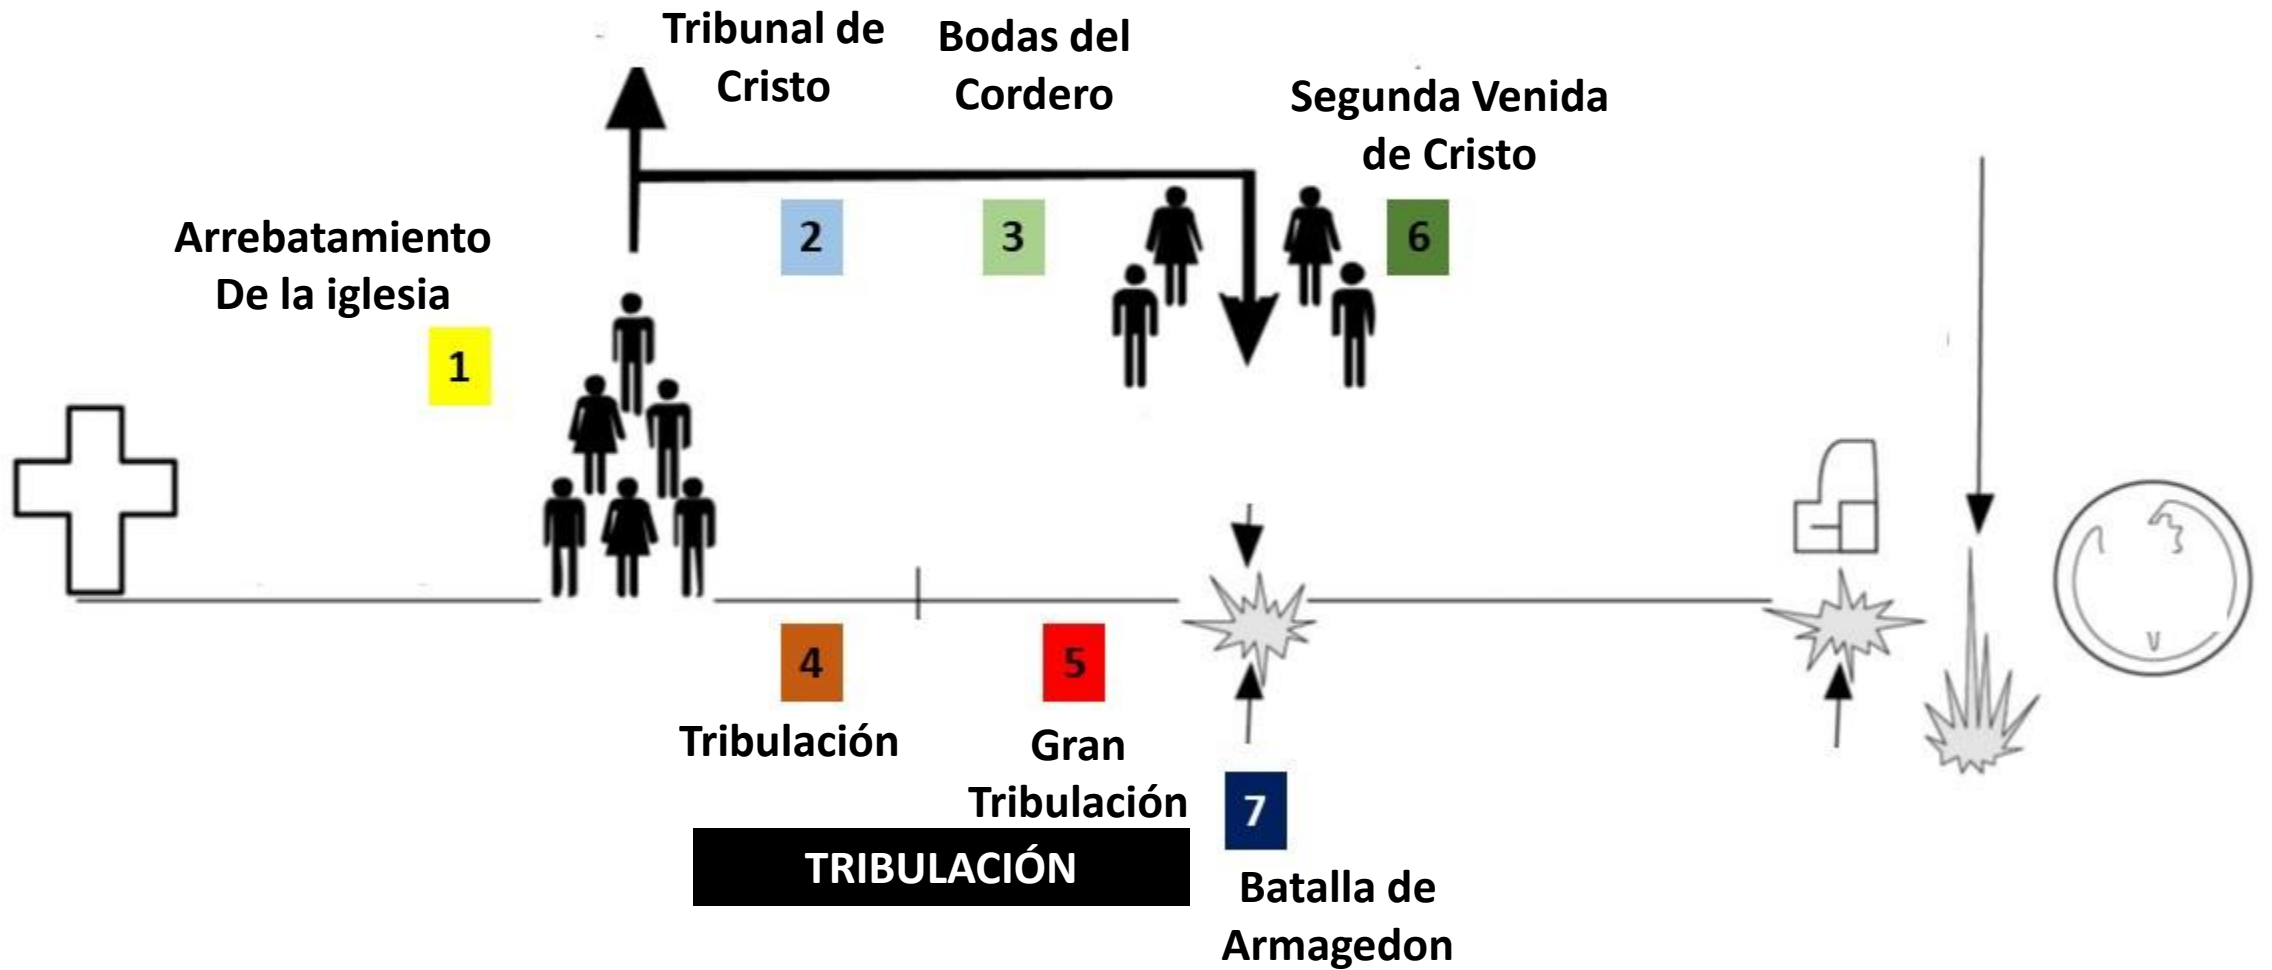 Tribunal de
Cristo
Bodas del
Cordero
Segunda Venida
de Cristo
Arrebatamiento
De la iglesia
1
2
3
6
4
5
Tribulación
Gran
Tribulación
TRIBULACIÓN
7
Batalla de
Armagedon